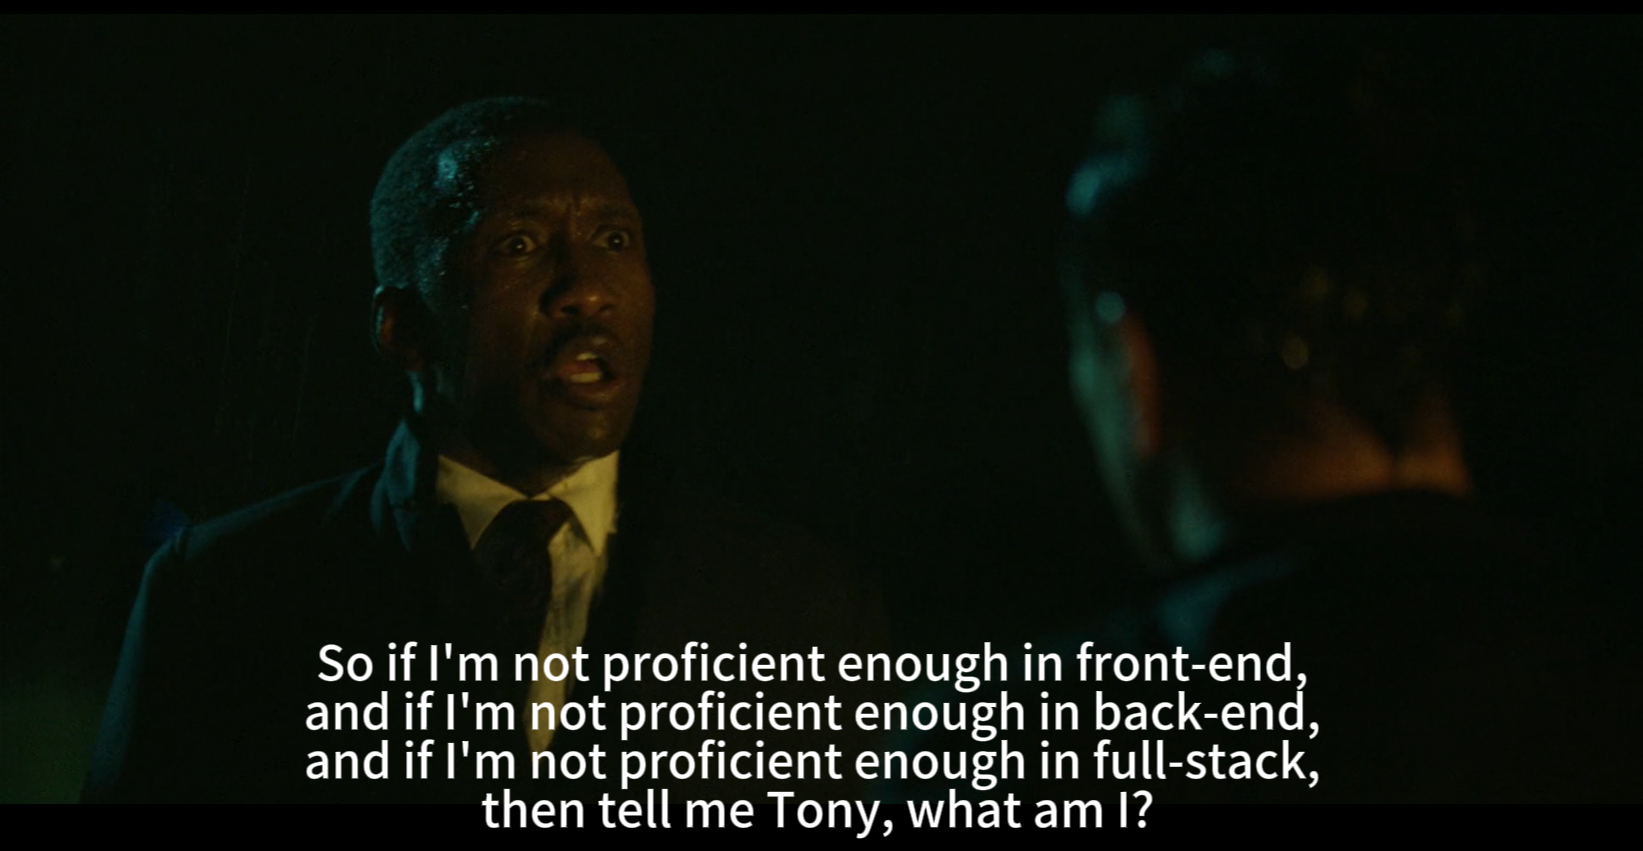 So if I'm not proficient enough in front-end,
and if I'm not proficient enough in back-end,
and if I'm not proficient enough in full-stack,
then tell me Tony, what am I?